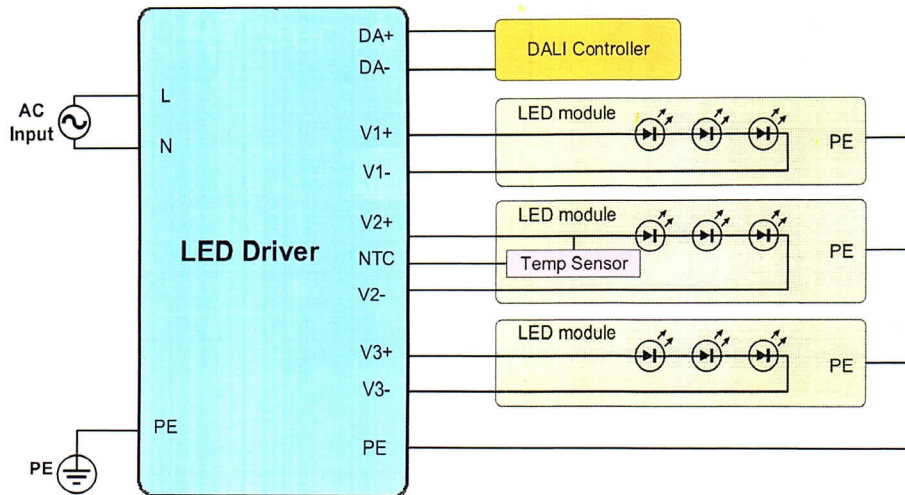 AC
Input
L
N
LED Driver
PE
PE
DA+
DA-
V1+
V1-
V2+
NTC
V2-
V3+
V3-
PE
DALI Controller
LED module
PE
LED module
Temp Sensor
PE
LED module
PE